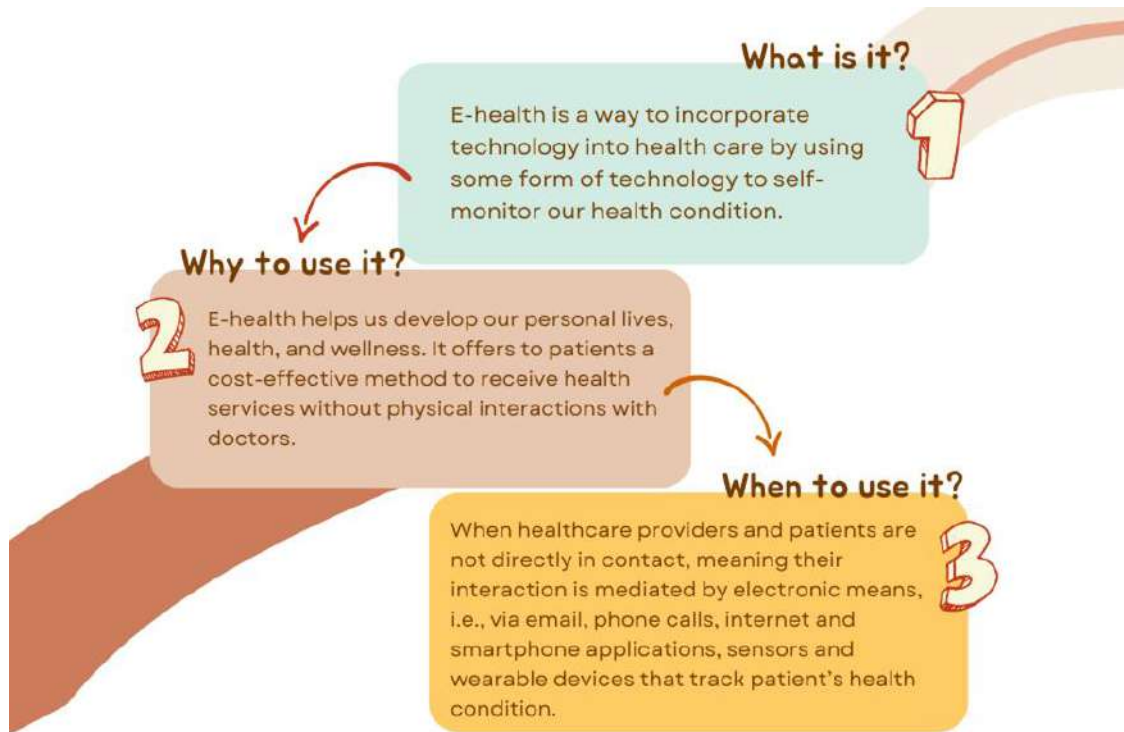 What is it?
1
E-health is a way to incorporate
technology into health care by using
some form of technology to self-
monitor our health condition.
Why to use it?
2
E-health helps us develop our personal lives,
health, and wellness. It offers to patients a
cost-effective method to receive health
services without physical interactions with
doctors.
When to use it?
3
When healthcare providers and patients are
not directly in contact, meaning their
interaction is mediated by electronic means,
i.e., via email, phone calls, internet and
smartphone applications, sensors and
wearable devices that track patient's health
condition.